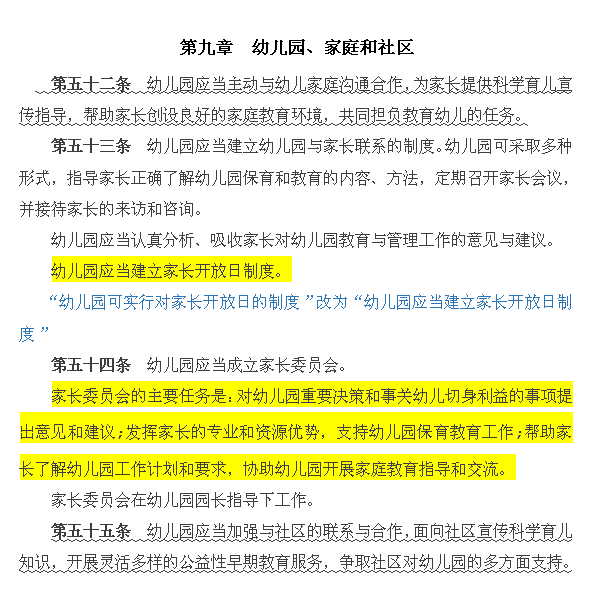 第九章　幼儿园、家庭和社区
第五十二条　幼儿园应当主动与幼儿家庭沟通合作,为家长提供科学育儿宣
传指导，帮助家长创设良好的家庭教育环境，共同担负教育幼儿的任务。
第五十三条　幼儿园应当建立幼儿园与家长联系的制度。幼儿园可采取多种
形式，指导家长正确了解幼儿园保育和教育的内容、方法，定期召开家长会议，
并接待家长的来访和咨询。
幼儿园应当认真分析、吸收家长对幼儿园教育与管理工作的意见与建议。
幼儿园应当建立家长开放日制度。
“幼儿园可实行对家长开放日的制度”改为“幼儿园应当建立家长开放日制
度”
第五十四条　幼儿园应当成立家长委员会。
家长委员会的主要任务是:对幼儿园重要决策和事关幼儿切身利益的事项提
出意见和建议;发挥家长的专业和资源优势，支持幼儿园保育教育工作;帮助家
长了解幼儿园工作计划和要求，协助幼儿园开展家庭教育指导和交流。
家长委员会在幼儿园园长指导下工作。
第五十五条　幼儿园应当加强与社区的联系与合作,面向社区宣传科学育儿
知识，开展灵活多样的公益性早期教育服务，争取社区对幼儿园的多方面支持。